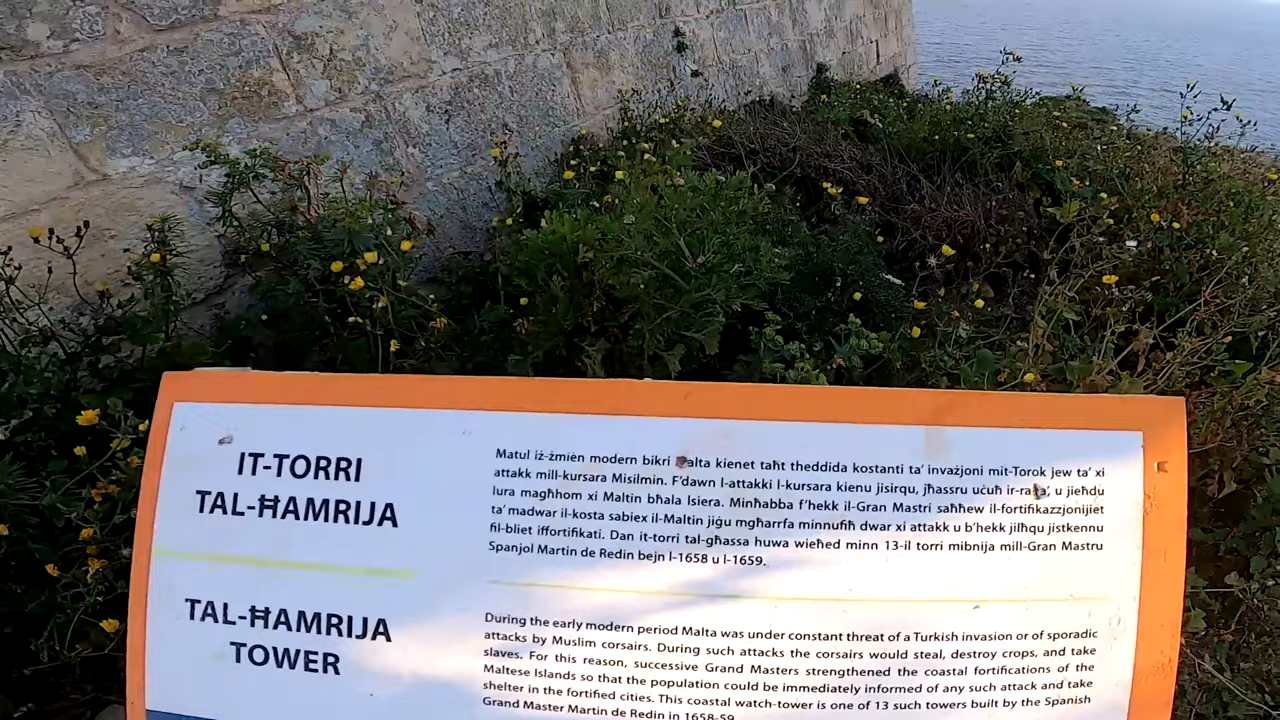 IT-TORRI
TAL-ĦAMRIJA
Matul iż-żmien modern bikri Malta kienet taħt theddida kostanti ta’ invażjoni mit-Torok jew ta’ xi
attakk mill-kursara Misilmin. F’dawn l-attakki l-kursara kienu jisirqu, jħassru uċuħ ir-raba’, u jieħdu
lura magħhom xi Maltin bħala lsiera. Minħabba f’hekk il-Gran Mastri saħħew il-fortifikazzjonijiet
ta’ madwar il-kosta sabiex il-Maltin jiġu mgħarrfa minnufiħ dwar xi attakk u b’hekk jilħqu jistkennu
fil-bliet iffortifikati. Dan it-torri tal-għassa huwa wieħed minn 13-il torri mibnija mill-Gran Mastru
Spanjol Martin de Redin bejn l-1658 u l-1659.
TAL-ĦAMRIJA
TOWER
During the early modern period Malta was under constant threat of a Turkish invasion or of sporadic
attacks by Muslim corsairs. During such attacks the corsairs would steal, destroy crops, and take
slaves. For this reason, successive Grand Masters strengthened the coastal fortifications of the
Maltese Islands so that the population could be immediately informed of any such attack and take
shelter in the fortified cities. This coastal watch-tower is one of 13 such towers built by the Spanish
Grand Master Martin de Redin in 1658-59.